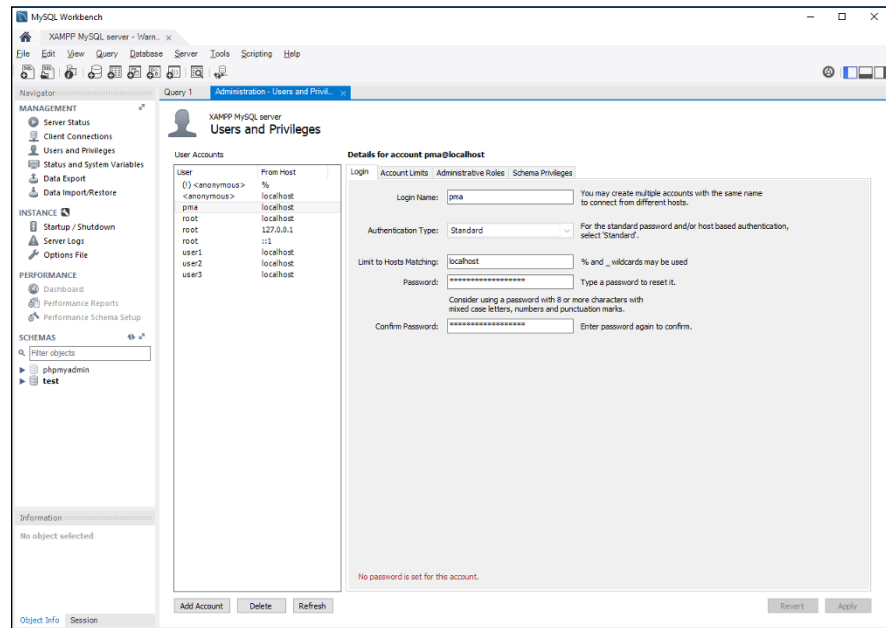 MySQL Workbench
XAMPP MySQL server - Warn... ×
File Edit View Query Database Server Tools Scripting Help
Navigator
Query 1
Administration - Users and Privil... ×
MANAGEMENT
Server Status
Client Connections
Users and Privileges
Status and System Variables
Data Export
Data Import/Restore
INSTANCE
Startup / Shutdown
Server Logs
Options File
PERFORMANCE
Dashboard
Performance Reports
Performance Schema Setup
SCHEMAS
Filter objects
phpmyadmin
test
Information
No object selected
Object Info Session
XAMPP MySQL server
Users and Privileges
User Accounts
User From Host
(!) <anonymous> %
<anonymous> localhost
pma localhost
root localhost
root 127.0.0.1
root ::1
user1 localhost
user2 localhost
user3 localhost
Add Account Delete Refresh
Details for account pma@localhost
Login Account Limits Administrative Roles Schema Privileges
Login Name: pma
You may create multiple accounts with the same name
to connect from different hosts.
Authentication Type: Standard
For the standard password and/or host based authentication,
select 'Standard'.
Limit to Hosts Matching: localhost % and _ wildcards may be used
Password: ****************** Type a password to reset it.
Consider using a password with 8 or more characters with
mixed case letters, numbers and punctuation marks.
Confirm Password: ****************** Enter password again to confirm.
No password is set for this account.
Revert Apply